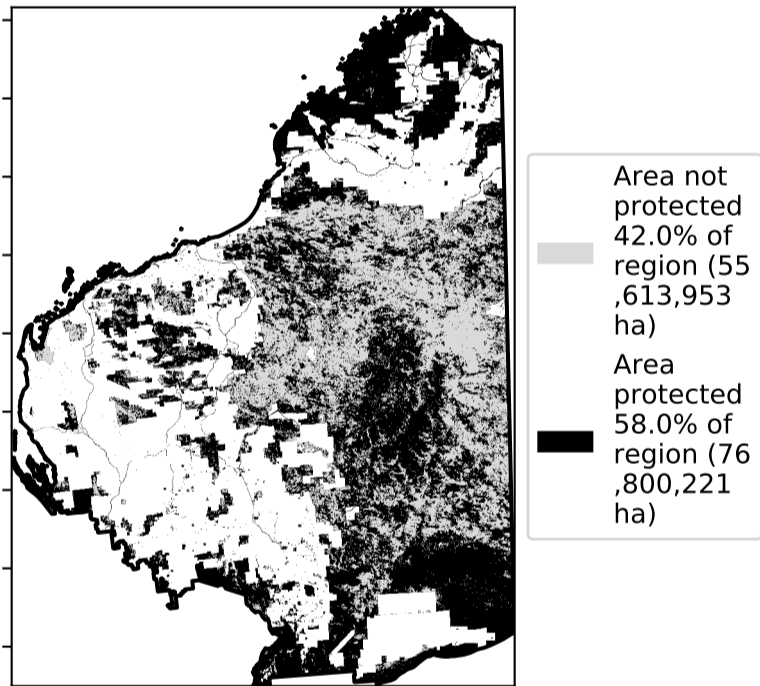 Area not
protected
42.0% of
region (55
,613,953
ha)
Area
protected
58.0% of
region (76
,800,221
ha)